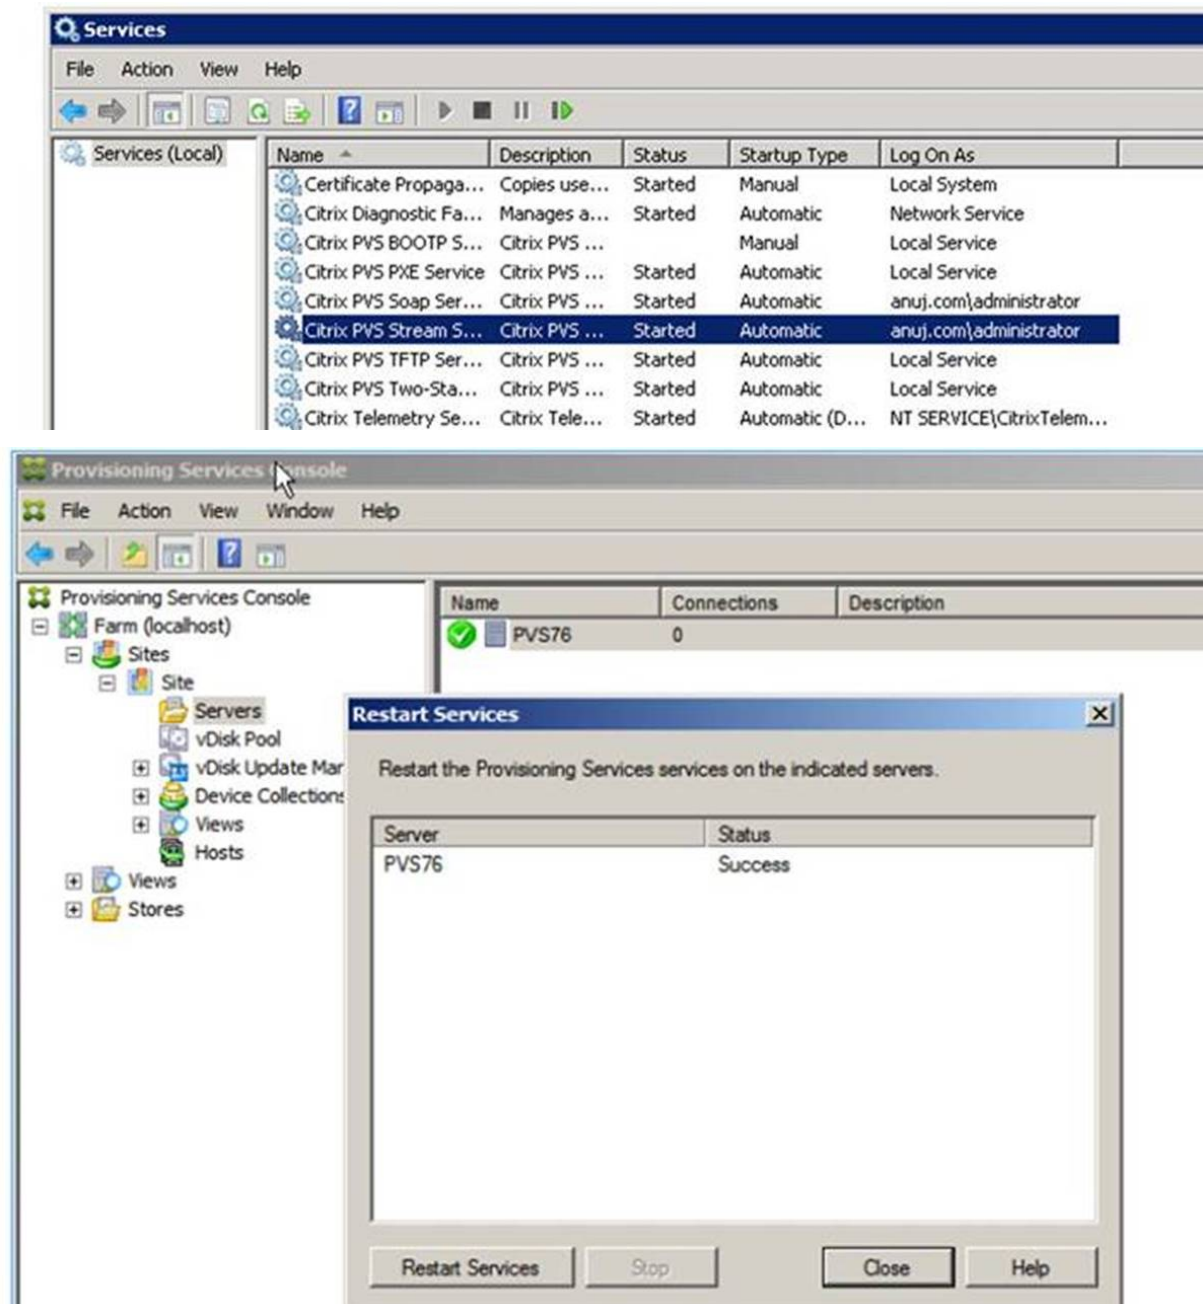 Services
File Action View Help
Services (Local)
Name Description Status Startup Type Log On As
Certificate Propaga... Copies use... Started Manual Local System
Citrix Diagnostic Fa... Manages a... Started Automatic Network Service
Citrix PVS BOOTP S... Citrix PVS ... Manual Local Service
Citrix PVS PXE Service Citrix PVS ... Started Automatic Local Service
Citrix PVS Soap Ser... Citrix PVS ... Started Automatic anuj.com\administrator
Citrix PVS Stream S... Citrix PVS ... Started Automatic anuj.com\administrator
Citrix PVS TFTP Ser... Citrix PVS ... Started Automatic Local Service
Citrix PVS Two-Sta... Citrix PVS ... Started Automatic Local Service
Citrix Telemetry Se... Citrix Tele... Started Automatic (D... NT SERVICE\CitrixTelem...
Provisioning Services Console
File Action View Window Help
Provisioning Services Console
Farm (localhost)
Sites
Site
Servers
vDisk Pool
vDisk Update Mar
Device Collections
Views
Hosts
Views
Stores
Name Connections Description
PVS76 0
Restart Services
Restart the Provisioning Services services on the indicated servers.
Server Status
PVS76 Success
Restart Services Stop Close Help